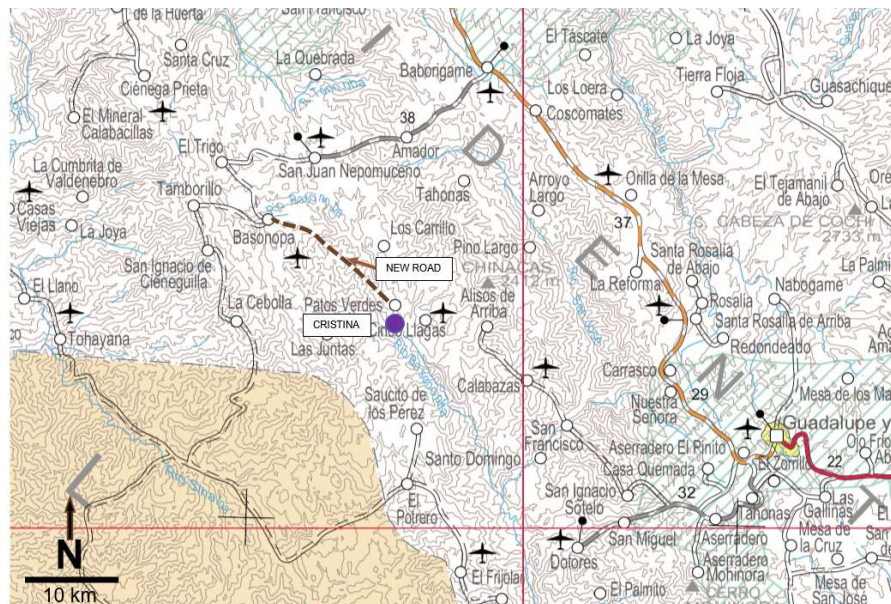 de la Huerta
San Francisco
Santa Cruz
Ciénega Prieta
La Quebrada
El Mineral
Calabacillas
El Táscate
La Joya
Baborigame
Los Loera
Tierra Floja
Guasachique
Coscomates
38
El Trigo
Amador
San Juan Nepomuceno
La Cumbrita de
Valdenebro
Tamborillo
Tahonas
Casas
Viejas
La Joya
Basonopa
Los Carrillo
Arroyo
Largo
Orilla de la Mesa
37
El Tejamanil
de Abajo
CABEZA DE
2733 m
San Ignacio de
Cieneguilla
Pino Largo
NEW ROAD
CHINACAS
Santa Rosalía
de Abajo
La Palmi
El Llano
La Cebolla
Patos Verdes
Alisos de
Arriba
La Reforma
Rosalía
Nabogame
Tohayana
CRISTINA
Llagas
Las Juntas
Santa Rosalía de Arriba
Redondeado
Calabazas
Carrasco
29
Nuestra
Señora
Mesa de los Ma
Saucito de
los Pérez
San
Francisco
Aserradero El Pinito
Guadalupe y
Casa Quemada
El Zorrillo
22
Santo Domingo
Río Sinaloa
El
Potrero
San Ignacio
Sotelo
32
Tahonas
Las
Gallinas
San Miguel
Aserradero
Mesa de
la Cruz
Dolores
Aserradero
Mohinora
El Frijolar
El Palmito
CERRO
Mesa de
San José
I
D
E
N
T
L
N
10 km